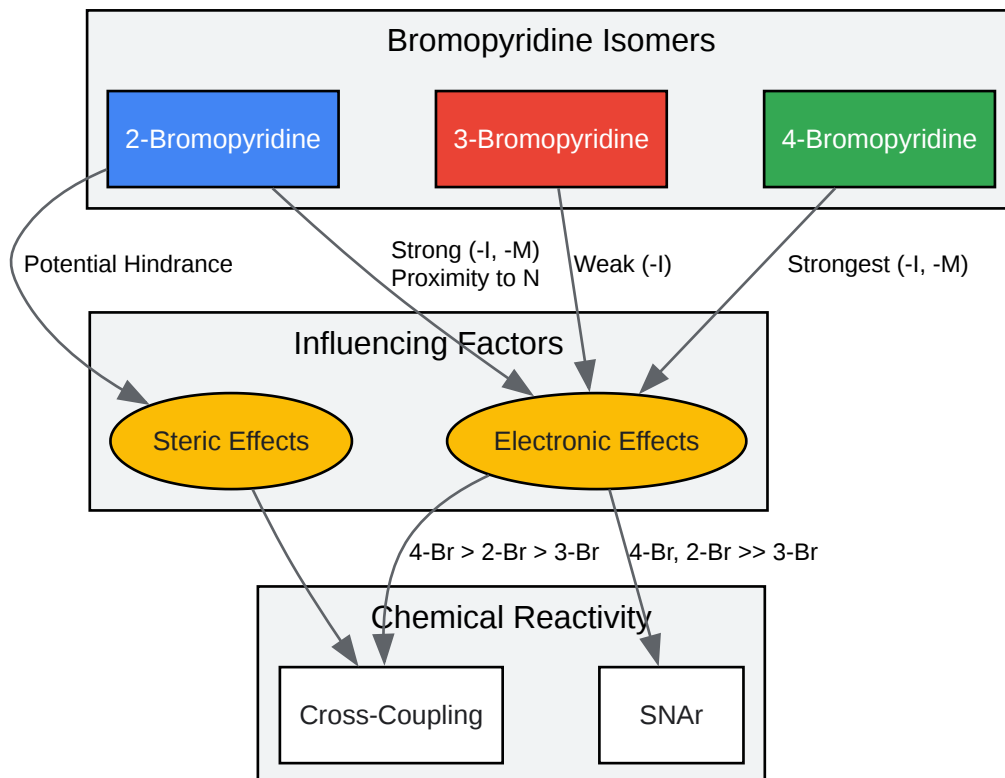 Bromopyridine Isomers
2-Bromopyridine
3-Bromopyridine
4-Bromopyridine
Potential Hindrance
Strong (-I, -M)
Proximity to N
Weak (-I)
Strongest (-I, -M)
Influencing Factors
Steric Effects
Electronic Effects
4-Br > 2-Br > 3-Br
4-Br, 2-Br >> 3-Br
Chemical Reactivity
Cross-Coupling
SNAr